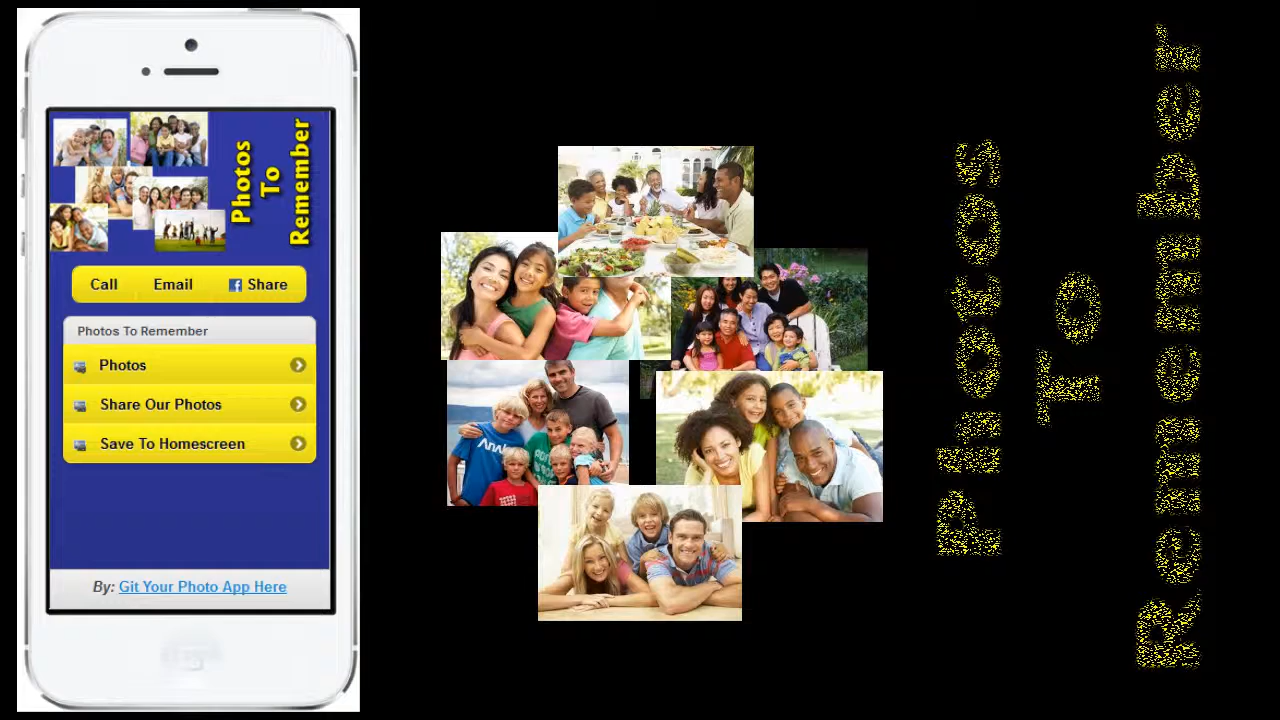 Photos
To
Remember
Call Email Share
Photos To Remember
Photos
Share Our Photos
Save To Homescreen
By: Git Your Photo App Here
Photos
To
Remember